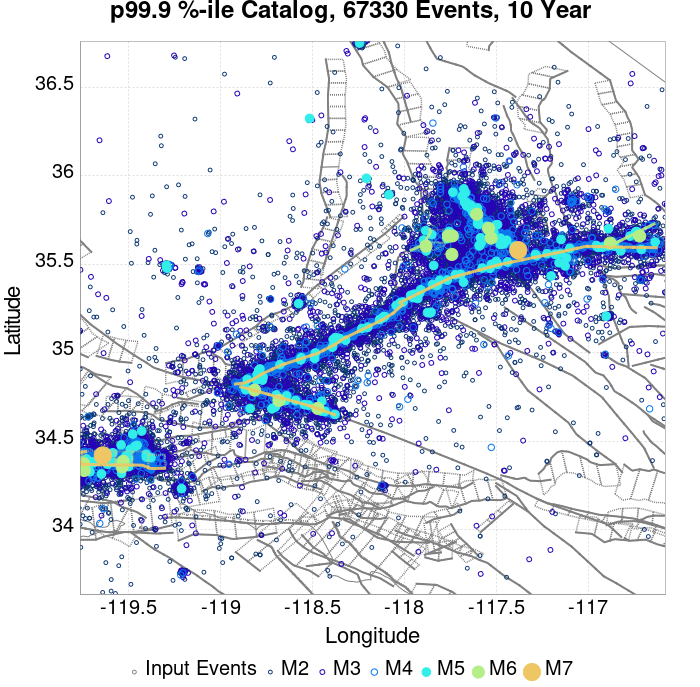 p99.9 %-ile Catalog, 67330 Events, 10 Year
36.5
36
35.5
35
34.5
34
Latitude
-119.5 -119 -118.5 -118 -117.5 -117
Longitude
Input Events M2 M3 M4 M5 M6 M7